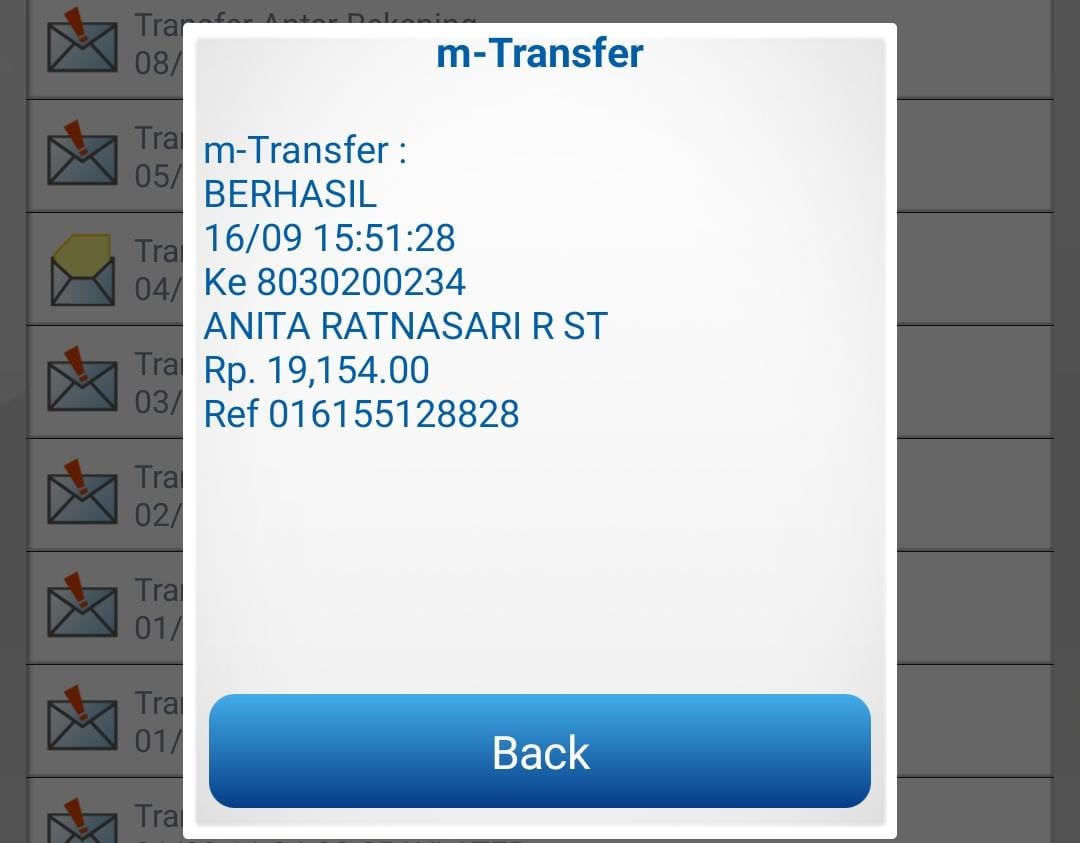 Transfer Antar Rekening
08/
m-Transfer
Tra
05/
Tra
04/
Tra
03/
Tra
02/
Tra
01/
Tra
01/
Tra
m-Transfer :
BERHASIL
16/09 15:51:28
Ke 8030200234
ANITA RATNASARI R ST
Rp. 19,154.00
Ref 016155128828
Back